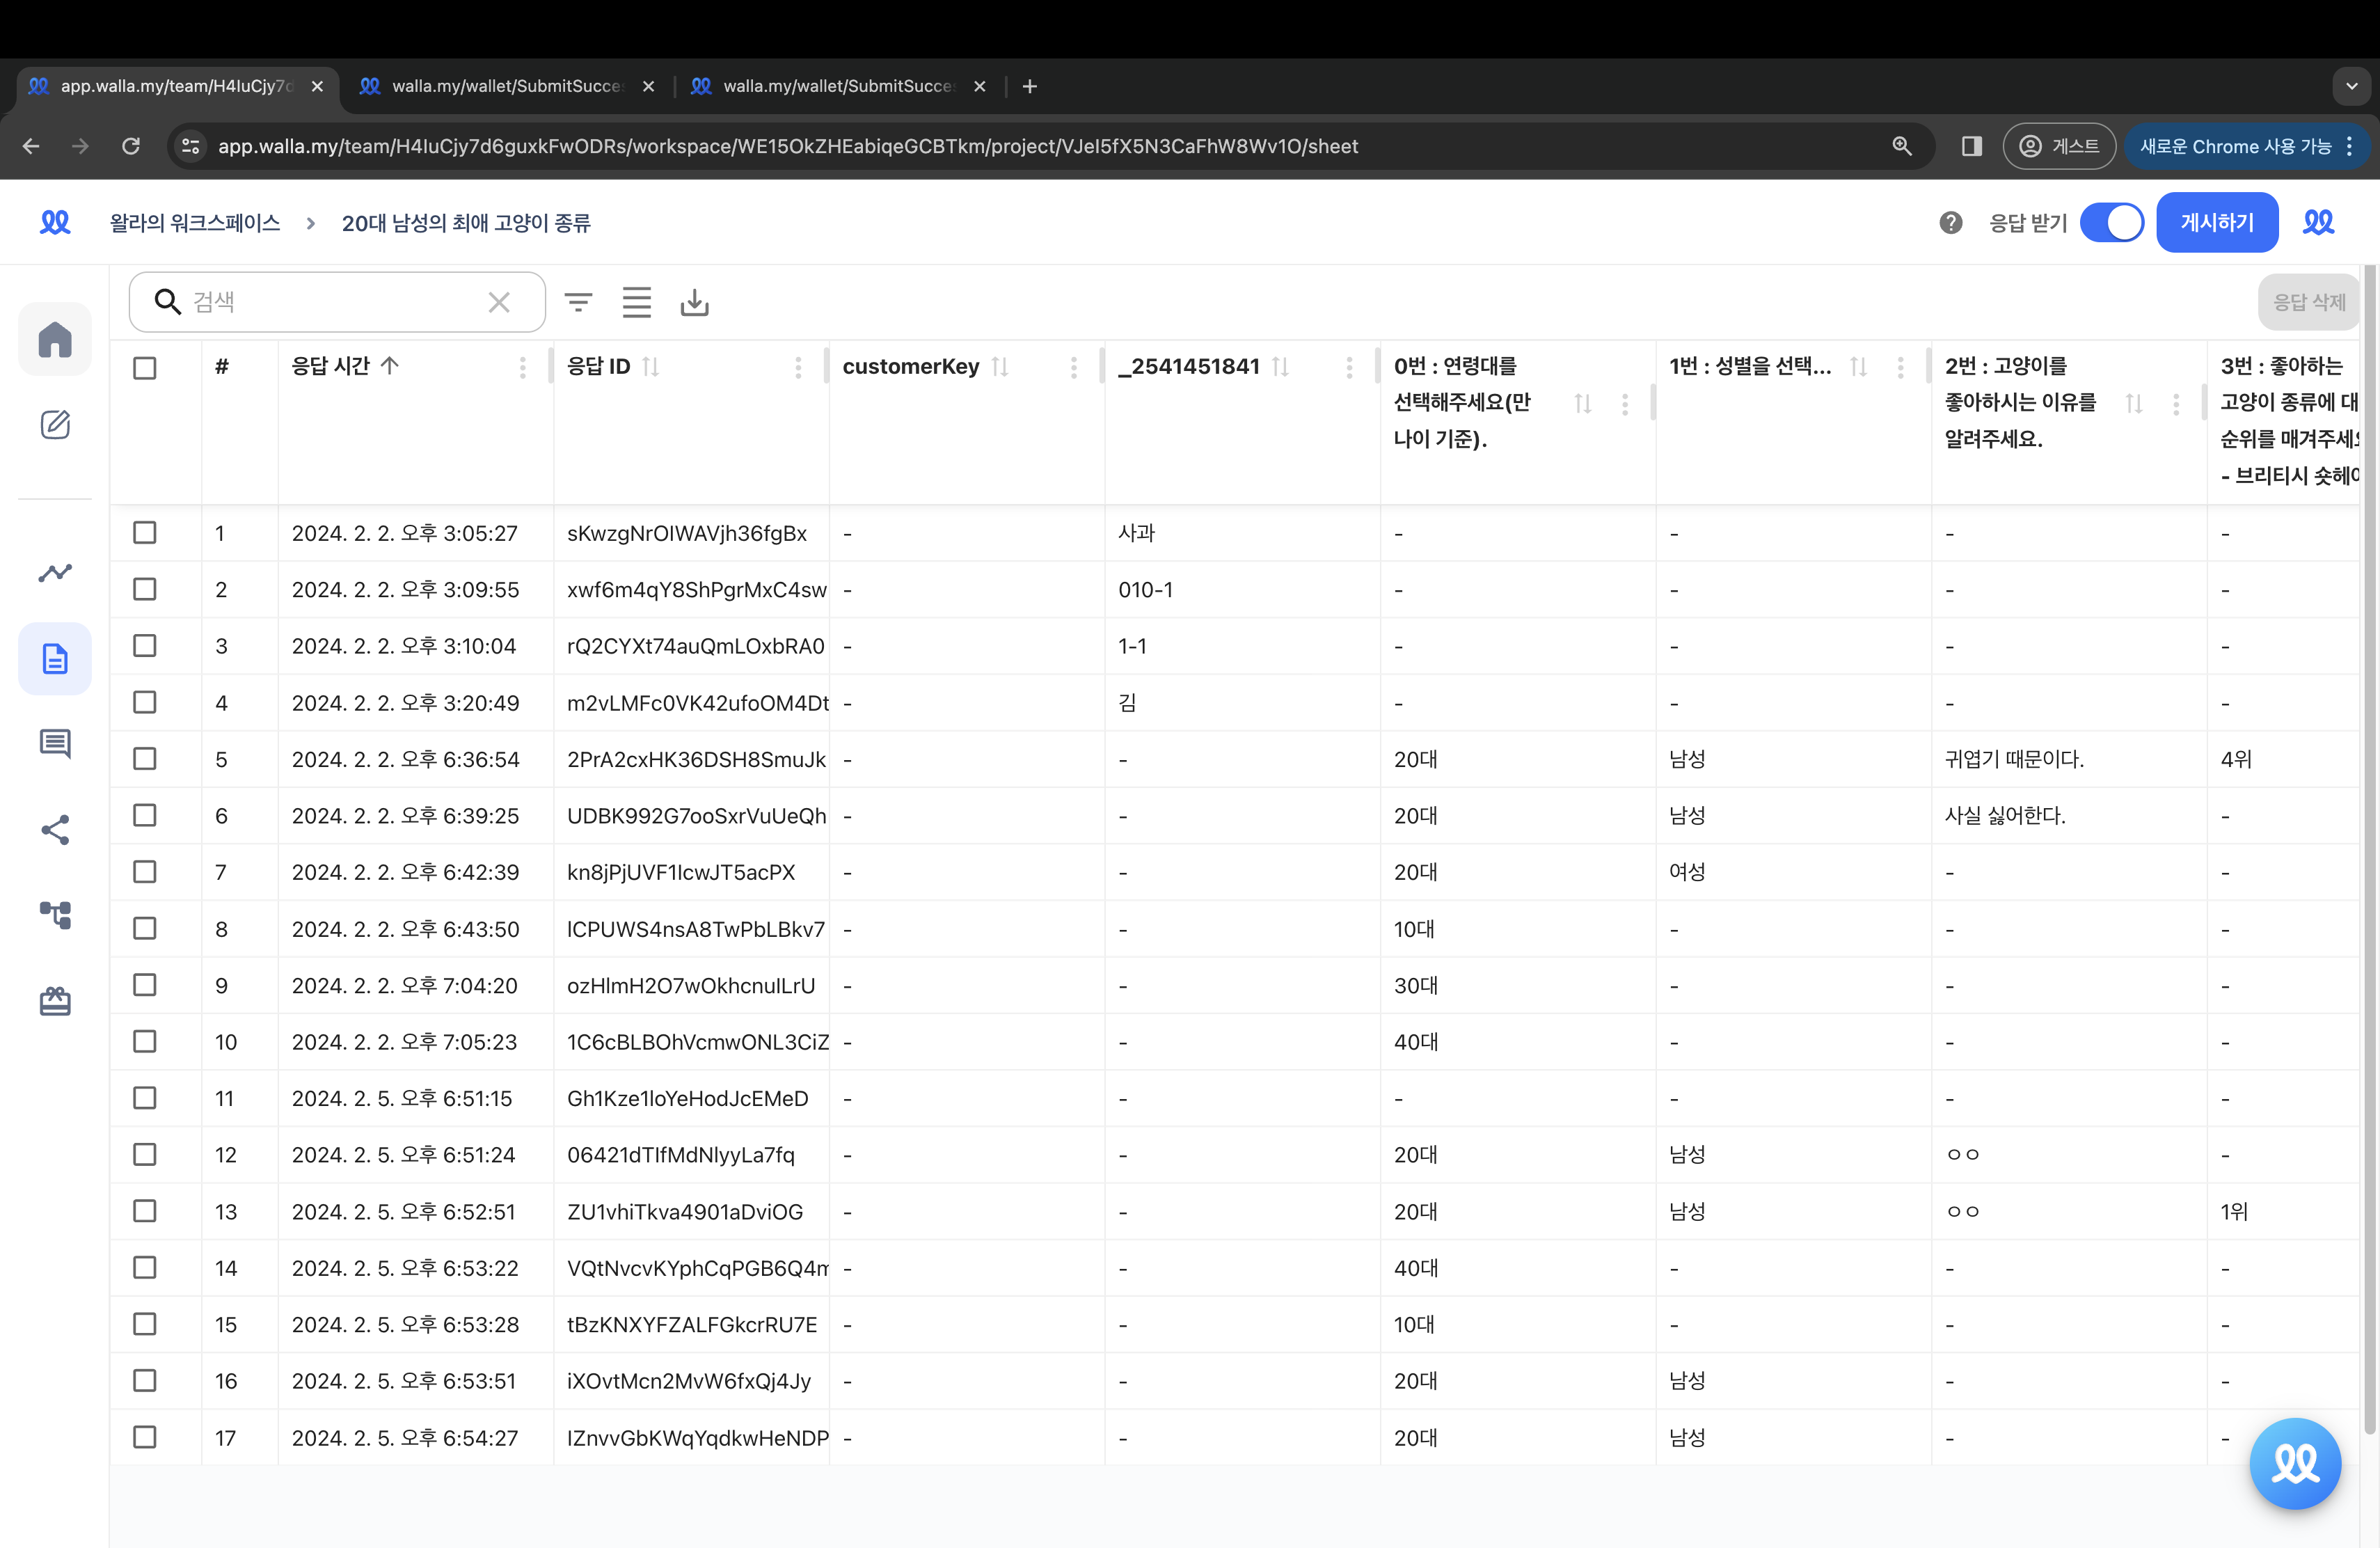 app.walla.my/team/H4IuCjy7d
walla.my/wallet/SubmitSucce
walla.my/wallet/SubmitSucce
app.walla.my/team/H4IuCjy7d6guxkFwODRs/workspace/WE15OkZHEabiqeGCBTkm/project/VJeI5fX5N3CaFhW8Wv1O/sheet
게스트
새로운 Chrome 사용 가능
왈라의 워크스페이스 > 20대 남성의 최애 고양이 종류
응답 받기
게시하기
검색
응답 삭제
# 응답 시간 응답 ID customerKey _2541451841 0번 : 연령대를 1번 : 성별을 선택... 2번 : 고양이를 3번 : 좋아하는
선택해주세요(만 좋아하시는 이유를 고양이 종류에 대
나이 기준). 알려주세요. 순위를 매겨주세요
- 브리티시 숏헤어
1 2024. 2. 2. 오후 3:05:27 sKwzgNrOIWAVjh36fgBx - 사과 - - - -
2 2024. 2. 2. 오후 3:09:55 xwf6m4qY8ShPgrMxC4sw - 010-1 - - - -
3 2024. 2. 2. 오후 3:10:04 rQ2CYXt74auQmLOxbRA0 - 1-1 - - - -
4 2024. 2. 2. 오후 3:20:49 m2vLMFc0VK42ufoOM4Dt - 김 - - - -
5 2024. 2. 2. 오후 6:36:54 2PrA2cxHK36DSH8SmuJk - - 20대 남성 귀엽기 때문이다. 4위
6 2024. 2. 2. 오후 6:39:25 UDBK992G7ooSxrVuUeQh - - 20대 남성 사실 싫어한다. -
7 2024. 2. 2. 오후 6:42:39 kn8jPjUVF1IcwJT5acPX - - 20대 여성 - -
8 2024. 2. 2. 오후 6:43:50 lCPUWS4nsA8TwPbLBkv7 - - 10대 - - -
9 2024. 2. 2. 오후 7:04:20 ozHlmH2O7wOkhcnuILrU - - 30대 - - -
10 2024. 2. 2. 오후 7:05:23 1C6cBLBOhVcmwONL3CiZ - - 40대 - - -
11 2024. 2. 5. 오후 6:51:15 Gh1Kze1loYeHodJcEMeD - - - - - -
12 2024. 2. 5. 오후 6:51:24 06421dTIfMdNlyyLa7fq - - 20대 남성 ㅇㅇ -
13 2024. 2. 5. 오후 6:52:51 ZU1vhiTkva4901aDviOG - - 20대 남성 ㅇㅇ 1위
14 2024. 2. 5. 오후 6:53:22 VQtNvcvKYphCqPGB6Q4m - - 40대 - - -
15 2024. 2. 5. 오후 6:53:28 tBzKNXYFZALFGkcrRU7E - - 10대 - - -
16 2024. 2. 5. 오후 6:53:51 iXOvtMcn2MvW6fxQj4Jy - - 20대 남성 - -
17 2024. 2. 5. 오후 6:54:27 IZnvvGbKWqYqdkwHeNDP - - 20대 남성 - -